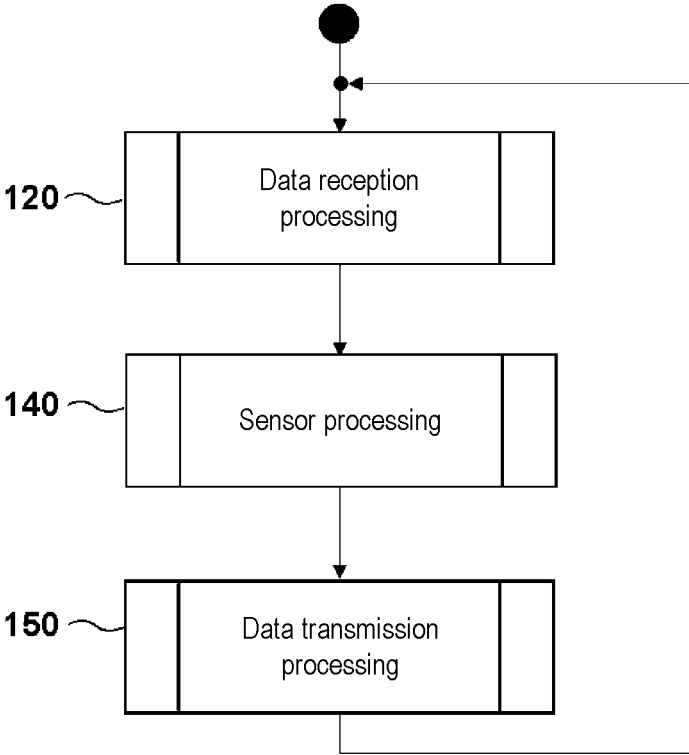 120
Data reception
processing
140
Sensor processing
150
Data transmission
processing